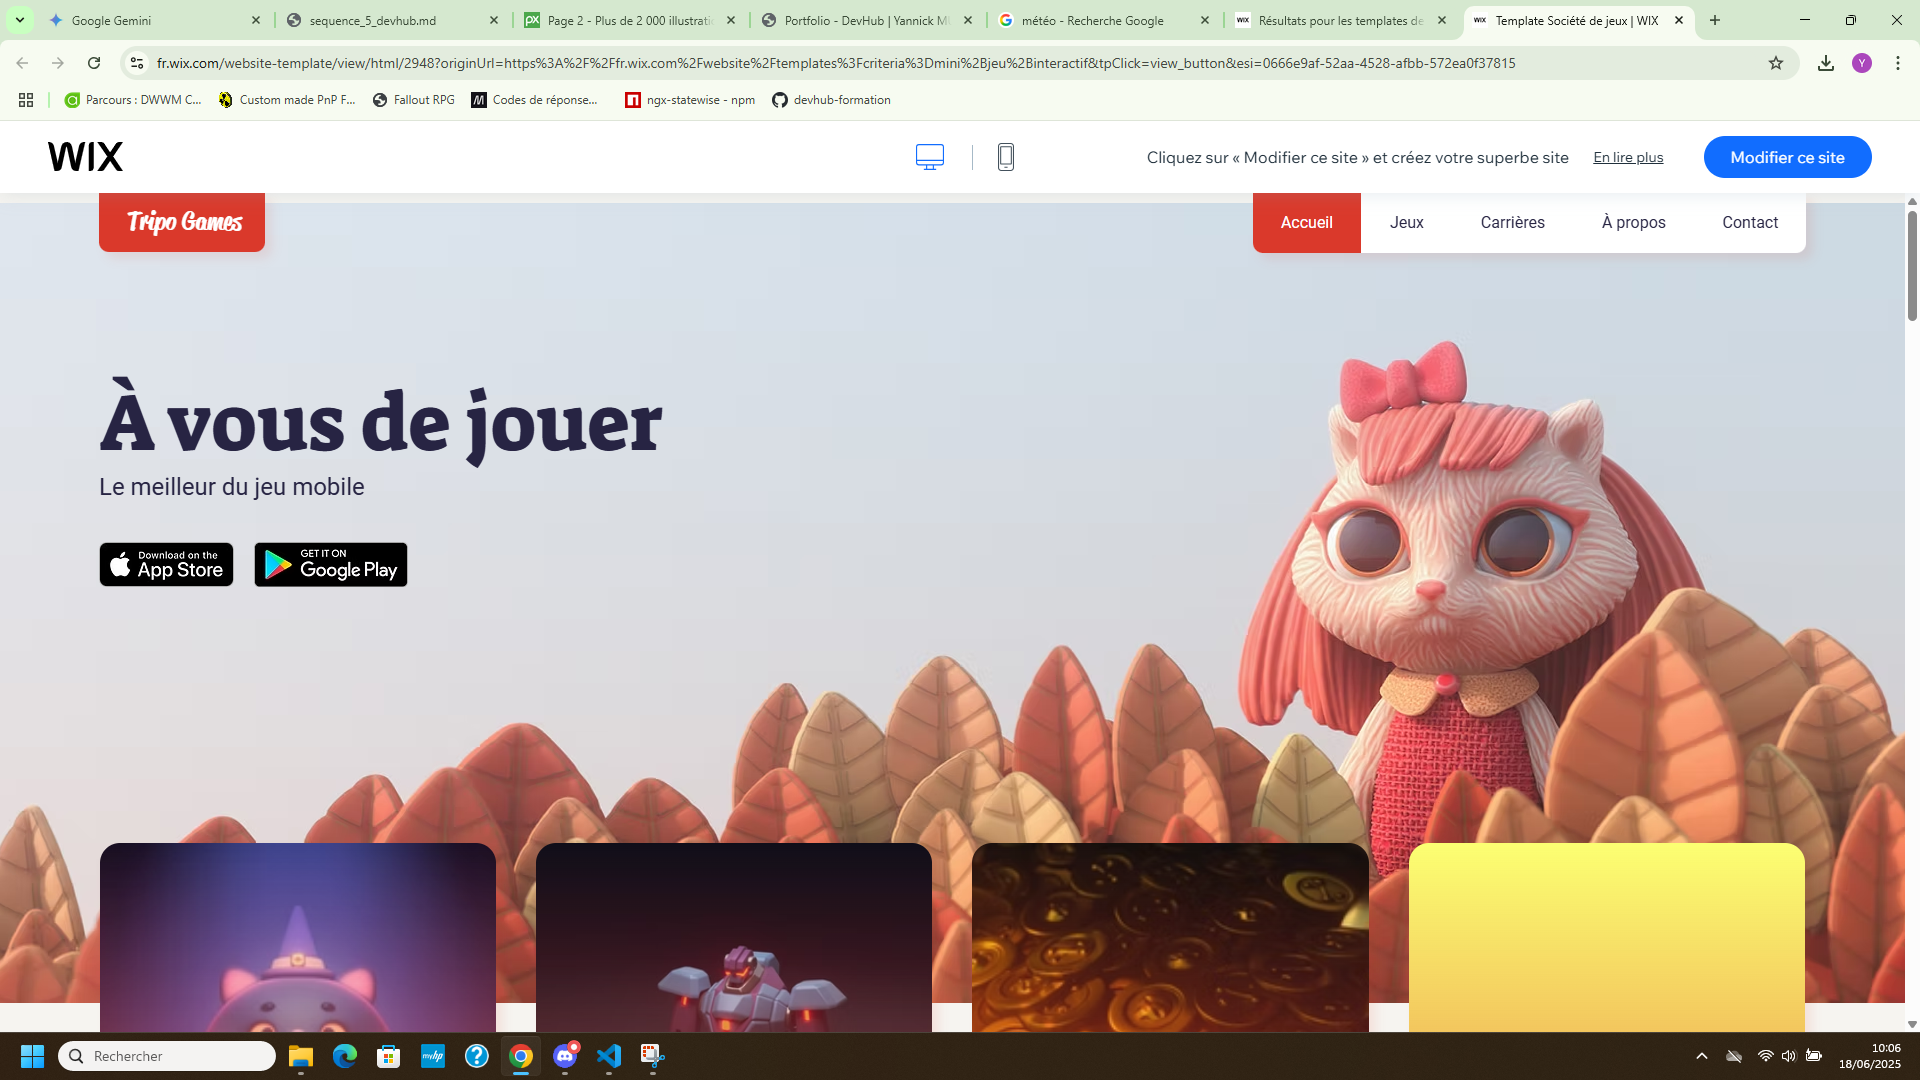 Google Gemini
sequence_5_devhub.md
Page 2 - Plus de 2 000 illustratio
Portfolio - DevHub | Yannick M
météo - Recherche Google
Résultats pour les templates de
Template Société de jeux | WIX
fr.wix.com/website-template/view/html/2948?originUrl=https%3A%2F%2Ffr.wix.com%2Fwebsite%2Ftemplates%3Fcriteria%3Dmini%2Bjeu%2Binteractif&tpClick=view_button&esi=0666e9af-52aa-4528-afbb-572ea0f37815
Y
Parcours : DWWM C...
Custom made PnP F...
Fallout RPG
Codes de réponse...
ngx-statewise - npm
devhub-formation
WIX
Cliquez sur « Modifier ce site » et créez votre superbe site
En lire plus
Modifier ce site
Tripo Games
Accueil
Jeux
Carrières
À propos
Contact
À vous de jouer
Le meilleur du jeu mobile
Download on the
App Store
GET IT ON
Google Play
Rechercher
10:06
18/06/2025